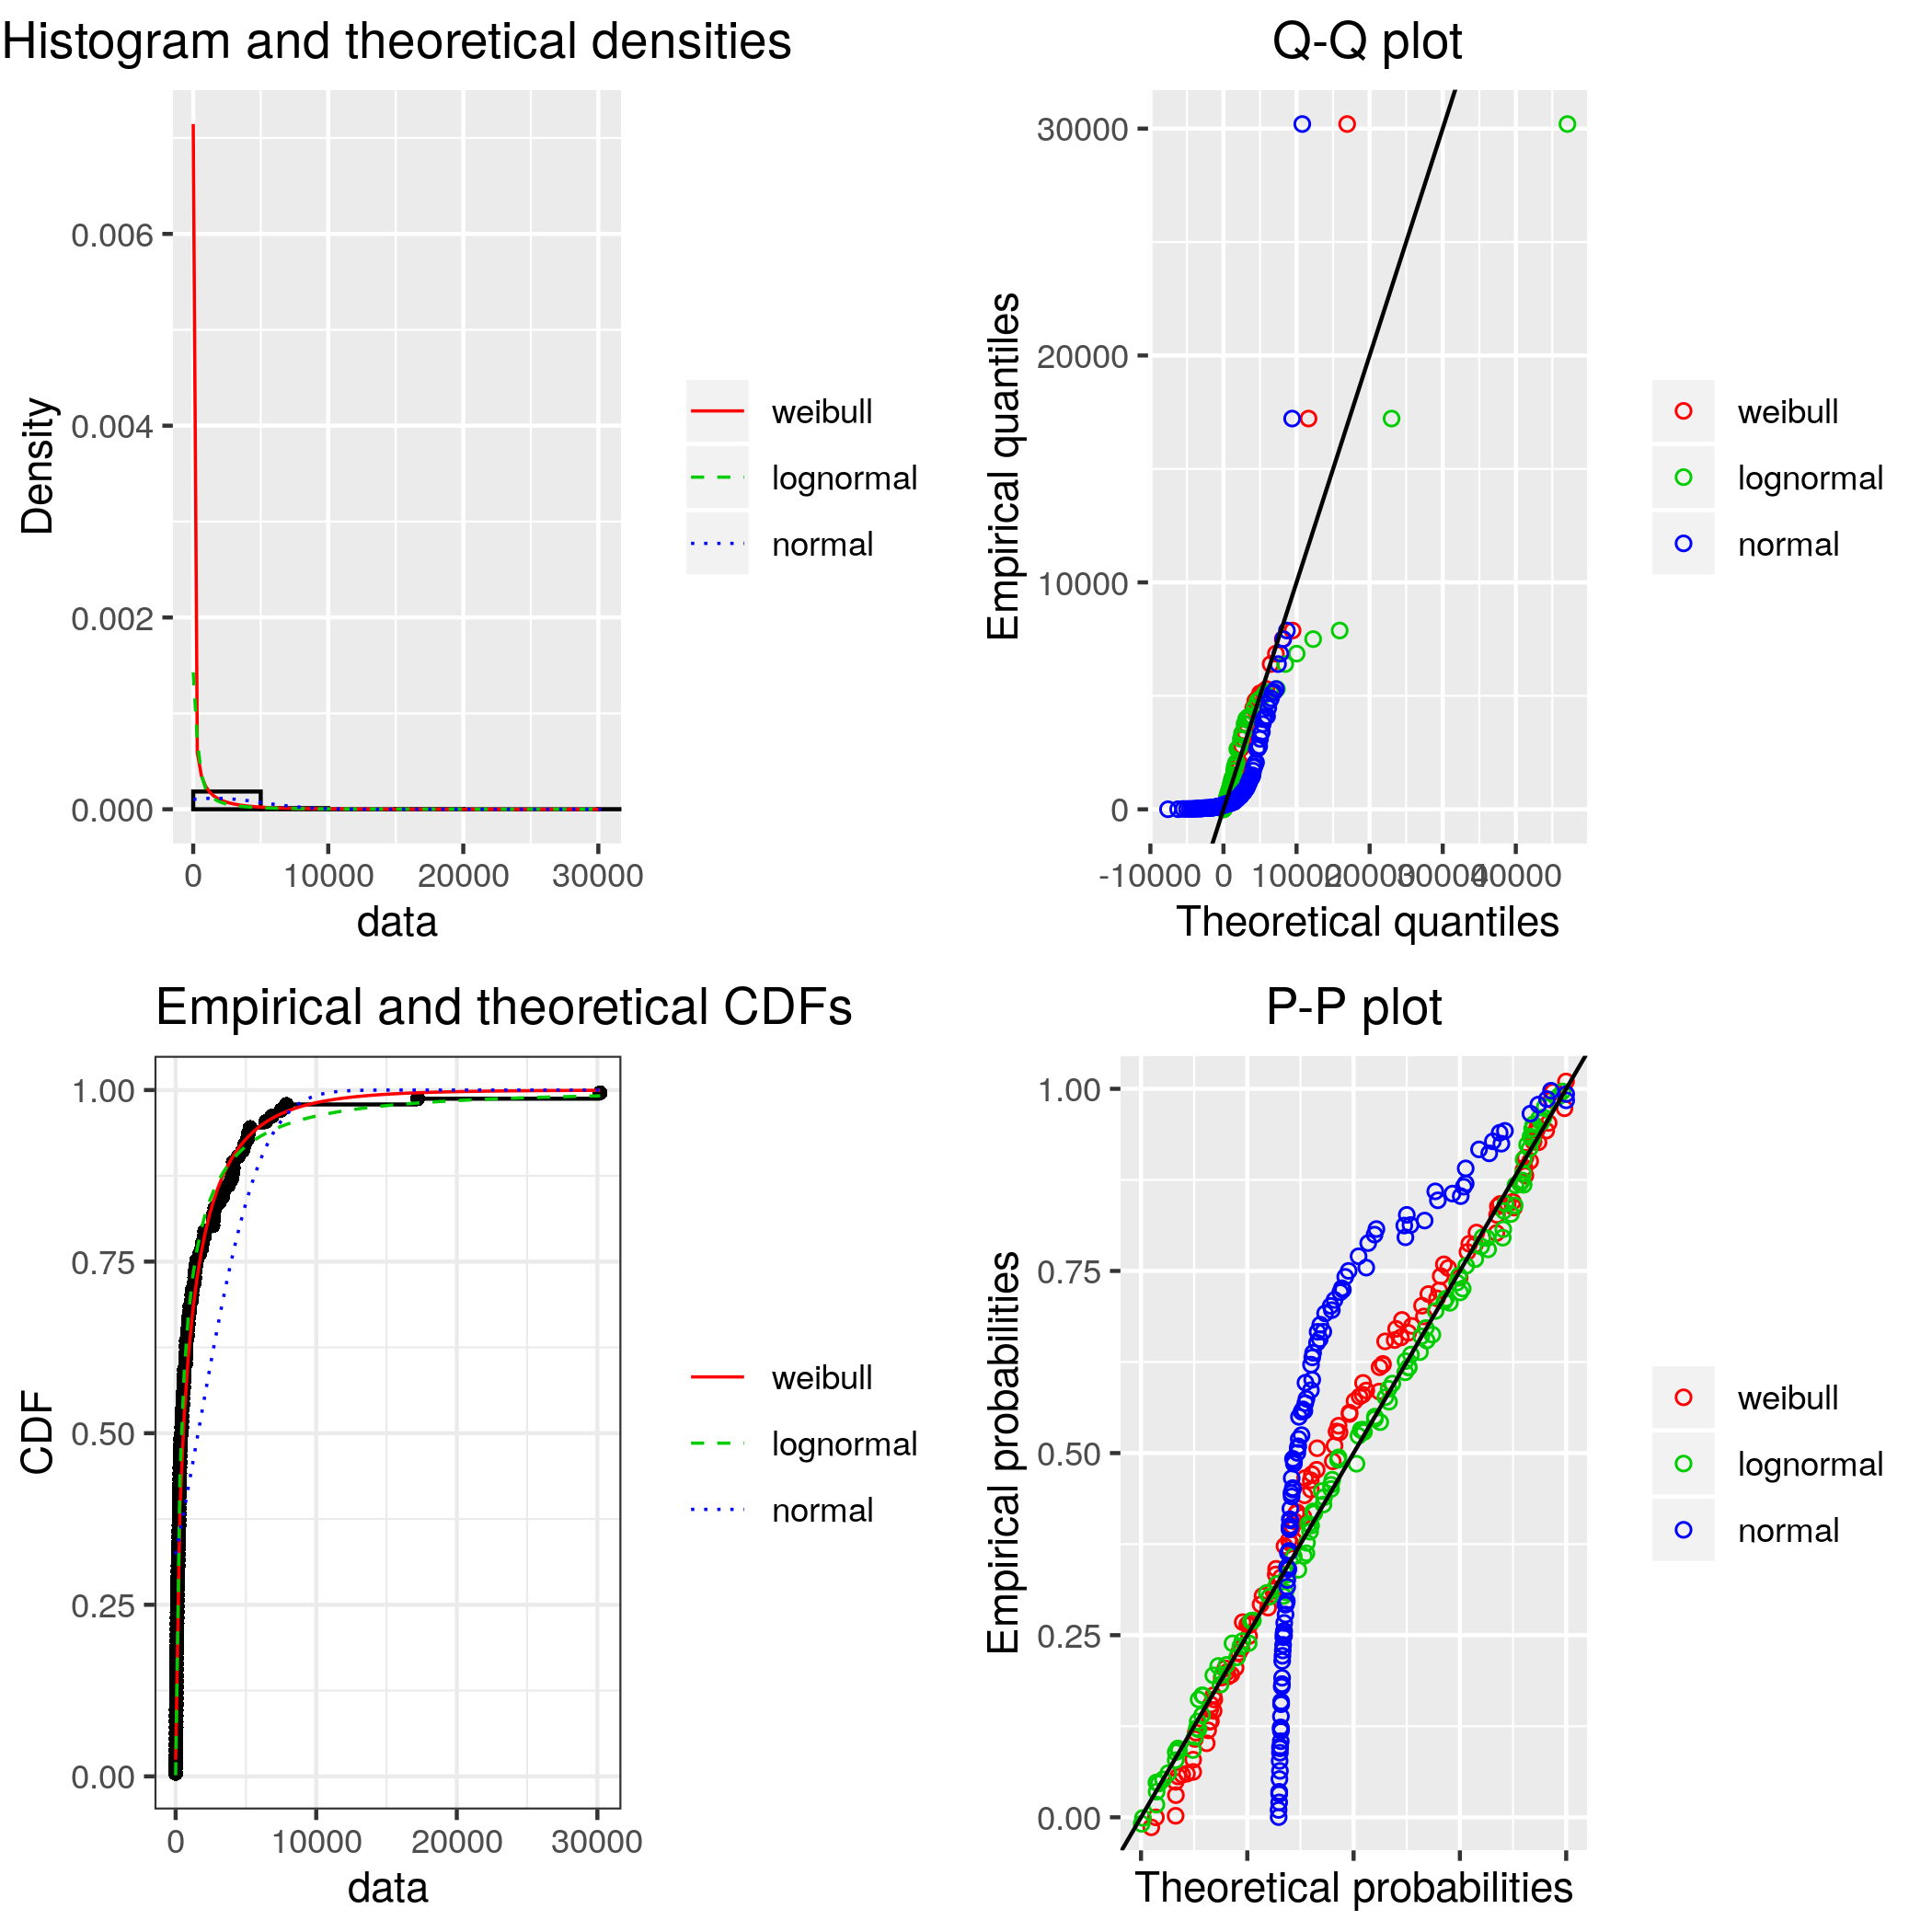 Histogram and theoretical densities
Density
0.006
0.004
0.002
0.000
0
10000
20000
30000
data
weibull
lognormal
normal
Q-Q plot
Empirical quantiles
30000
20000
10000
0
-10000
0
10000
20000
30000
40000
Theoretical quantiles
weibull
lognormal
normal
Empirical and theoretical CDFs
CDF
1.00
0.75
0.50
0.25
0.00
0
10000
20000
30000
data
weibull
lognormal
normal
P-P plot
Empirical probabilities
1.00
0.75
0.50
0.25
0.00
Theoretical probabilities
weibull
lognormal
normal